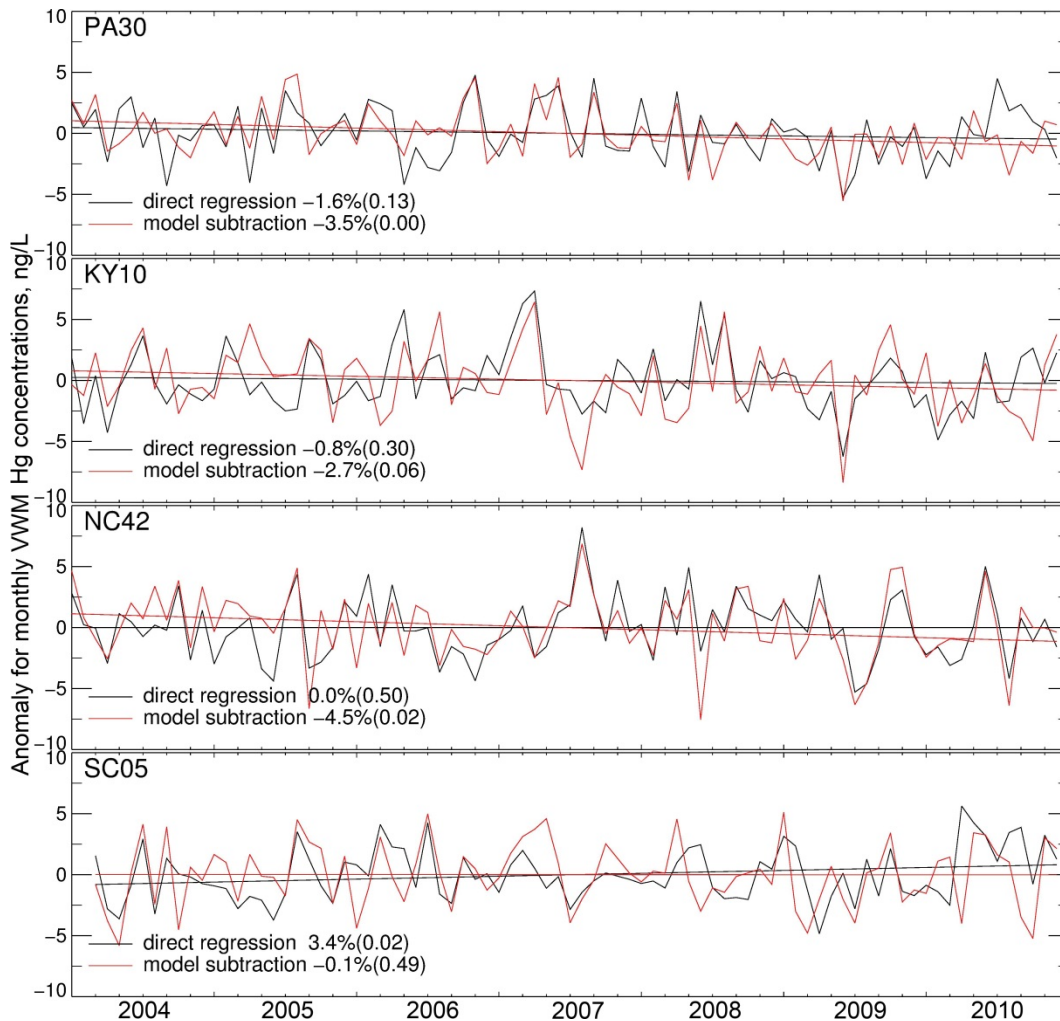 Anomaly for monthly VWM Hg concentrations, ng/L
10
PA30
5
0
−5
direct regression −1.6%(0.13)
model subtraction −3.5%(0.00)
−10
10
KY10
5
0
−5
direct regression −0.8%(0.30)
model subtraction −2.7%(0.06)
−10
10
NC42
5
0
−5
direct regression 0.0%(0.50)
model subtraction −4.5%(0.02)
−10
10
SC05
5
0
−5
direct regression 3.4%(0.02)
model subtraction −0.1%(0.49)
−10
2004 2005 2006 2007 2008 2009 2010